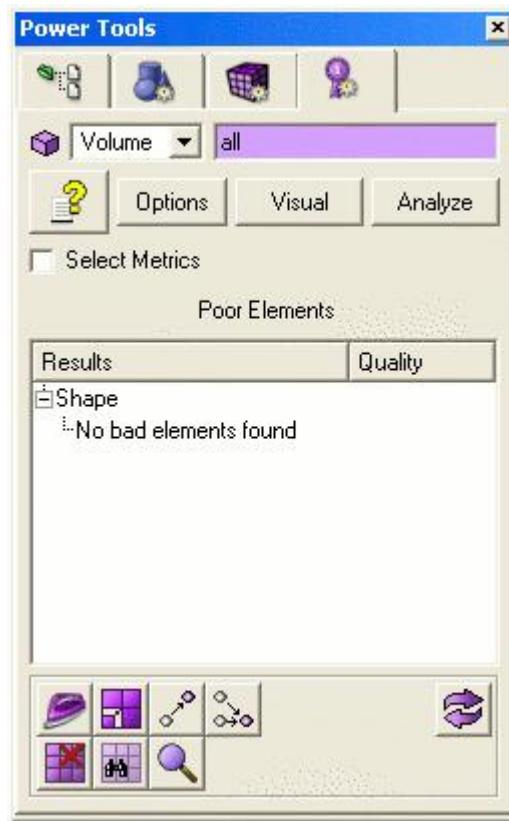 Power Tools
Volume all
Options Visual Analyze
Select Metrics
Poor Elements
Results Quality
Shape
No bad elements found